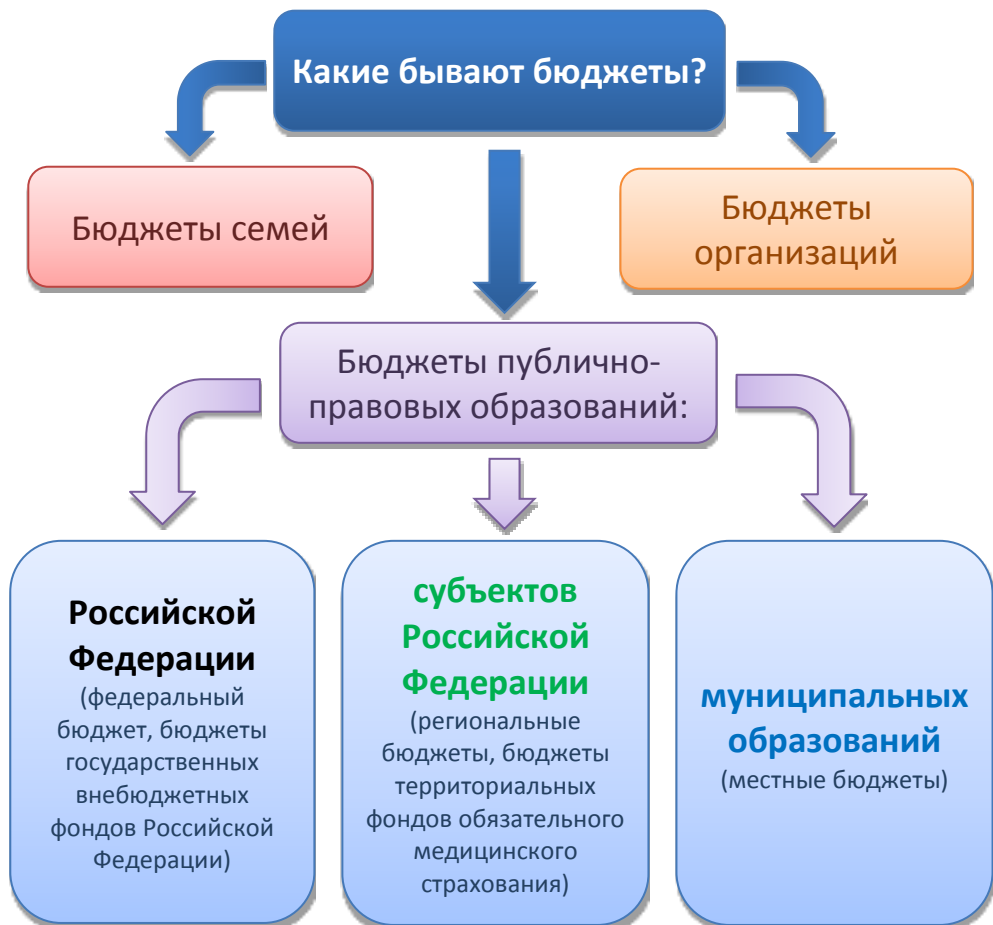 Какие бывают бюджеты?
Бюджеты семей
Бюджеты
организаций
Бюджеты публично-
правовых образований:
Российской
Федерации
(федеральный
бюджет, бюджеты
государственных
внебюджетных
фондов Российской
Федерации)
субъектов
Российской
Федерации
(региональные
бюджеты, бюджеты
территориальных
фондов обязательного
медицинского
страхования)
муниципальных
образований
(местные бюджеты)